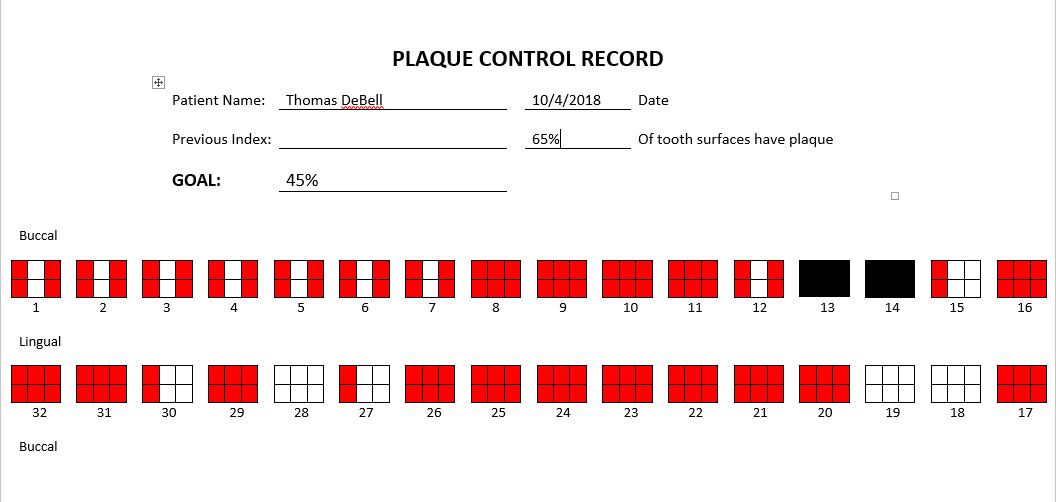 PLAQUE CONTROL RECORD
Patient Name: Thomas DeBell 10/4/2018 Date
Previous Index: 65% Of tooth surfaces have plaque
GOAL: 45%
Buccal
1 2 3 4 5 6 7 8 9 10 11 12 13 14 15 16
Lingual
32 31 30 29 28 27 26 25 24 23 22 21 20 19 18 17
Buccal